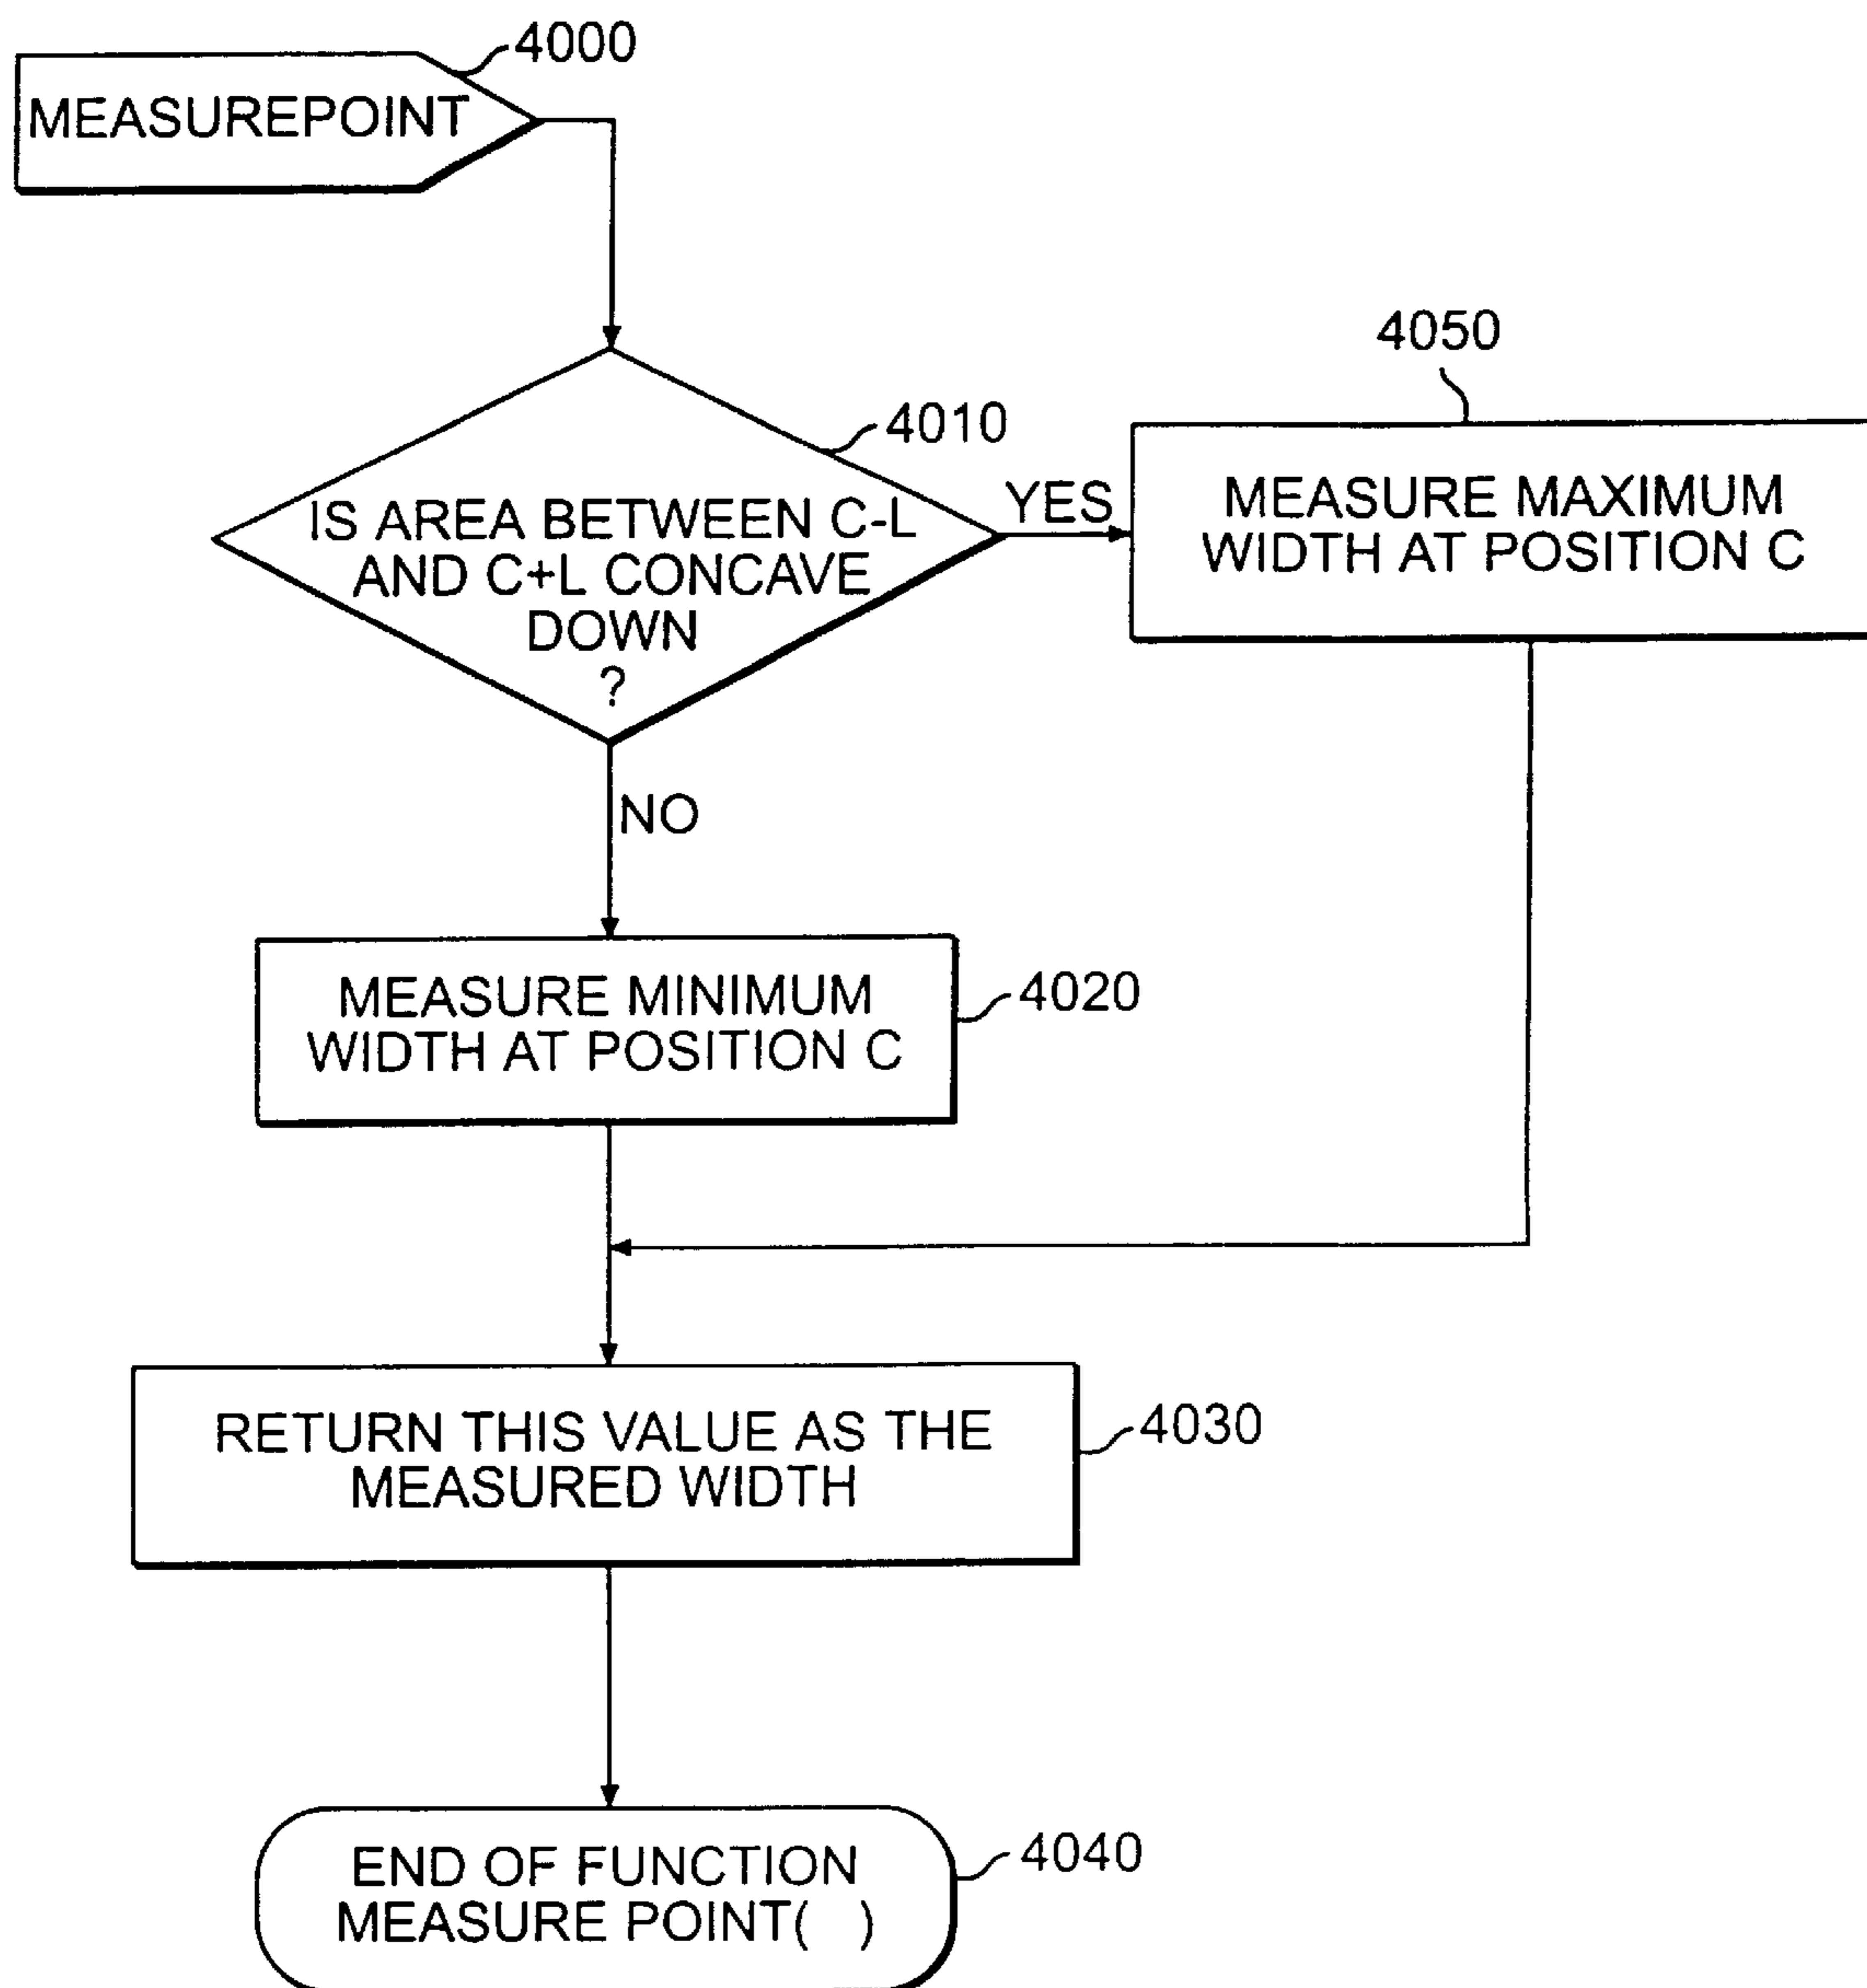 4000
MEASUREPOINT
4050
4010
IS AREA BETWEEN C-L
AND C+L CONCAVE
DOWN
?
YES
MEASURE MAXIMUM
WIDTH AT POSITION C
NO
MEASURE MINIMUM
WIDTH AT POSITION C
4020
RETURN THIS VALUE AS THE
MEASURED WIDTH
4030
END OF FUNCTION
MEASURE POINT( )
4040